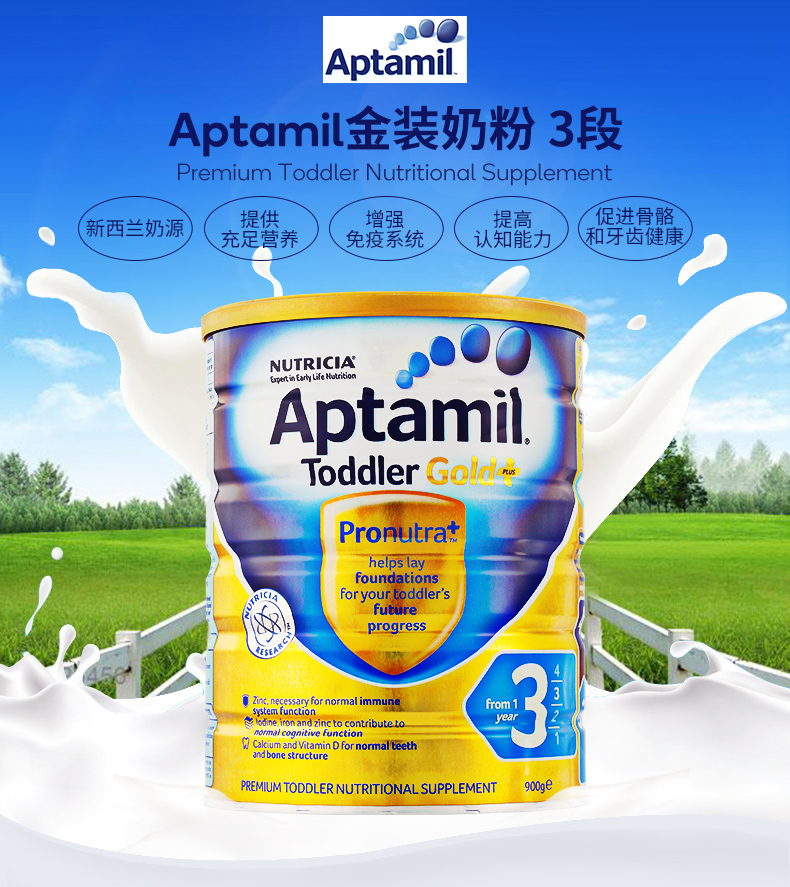 Aptamil
Aptamil金装奶粉 3段
Premium Toddler Nutritional Supplement
新西兰奶源
提供
充足营养
增强
免疫系统
提高
认知能力
促进骨骼
和牙齿健康
NUTRICIA®
Expert in Early Life Nutrition
Aptamil®
Toddler Gold+ PLUS
Pronutra+™
helps lay
foundations
for your toddler's
future
progress
NUTRICIA
RESEARCH™
from 1
year
3
4
3
2
1
Zinc, necessary for normal immune
system function
Iodine, iron and zinc to contribute to
normal cognitive function
Calcium and Vitamin D for normal teeth
and bone structure
PREMIUM TODDLER NUTRITIONAL SUPPLEMENT
900g℮